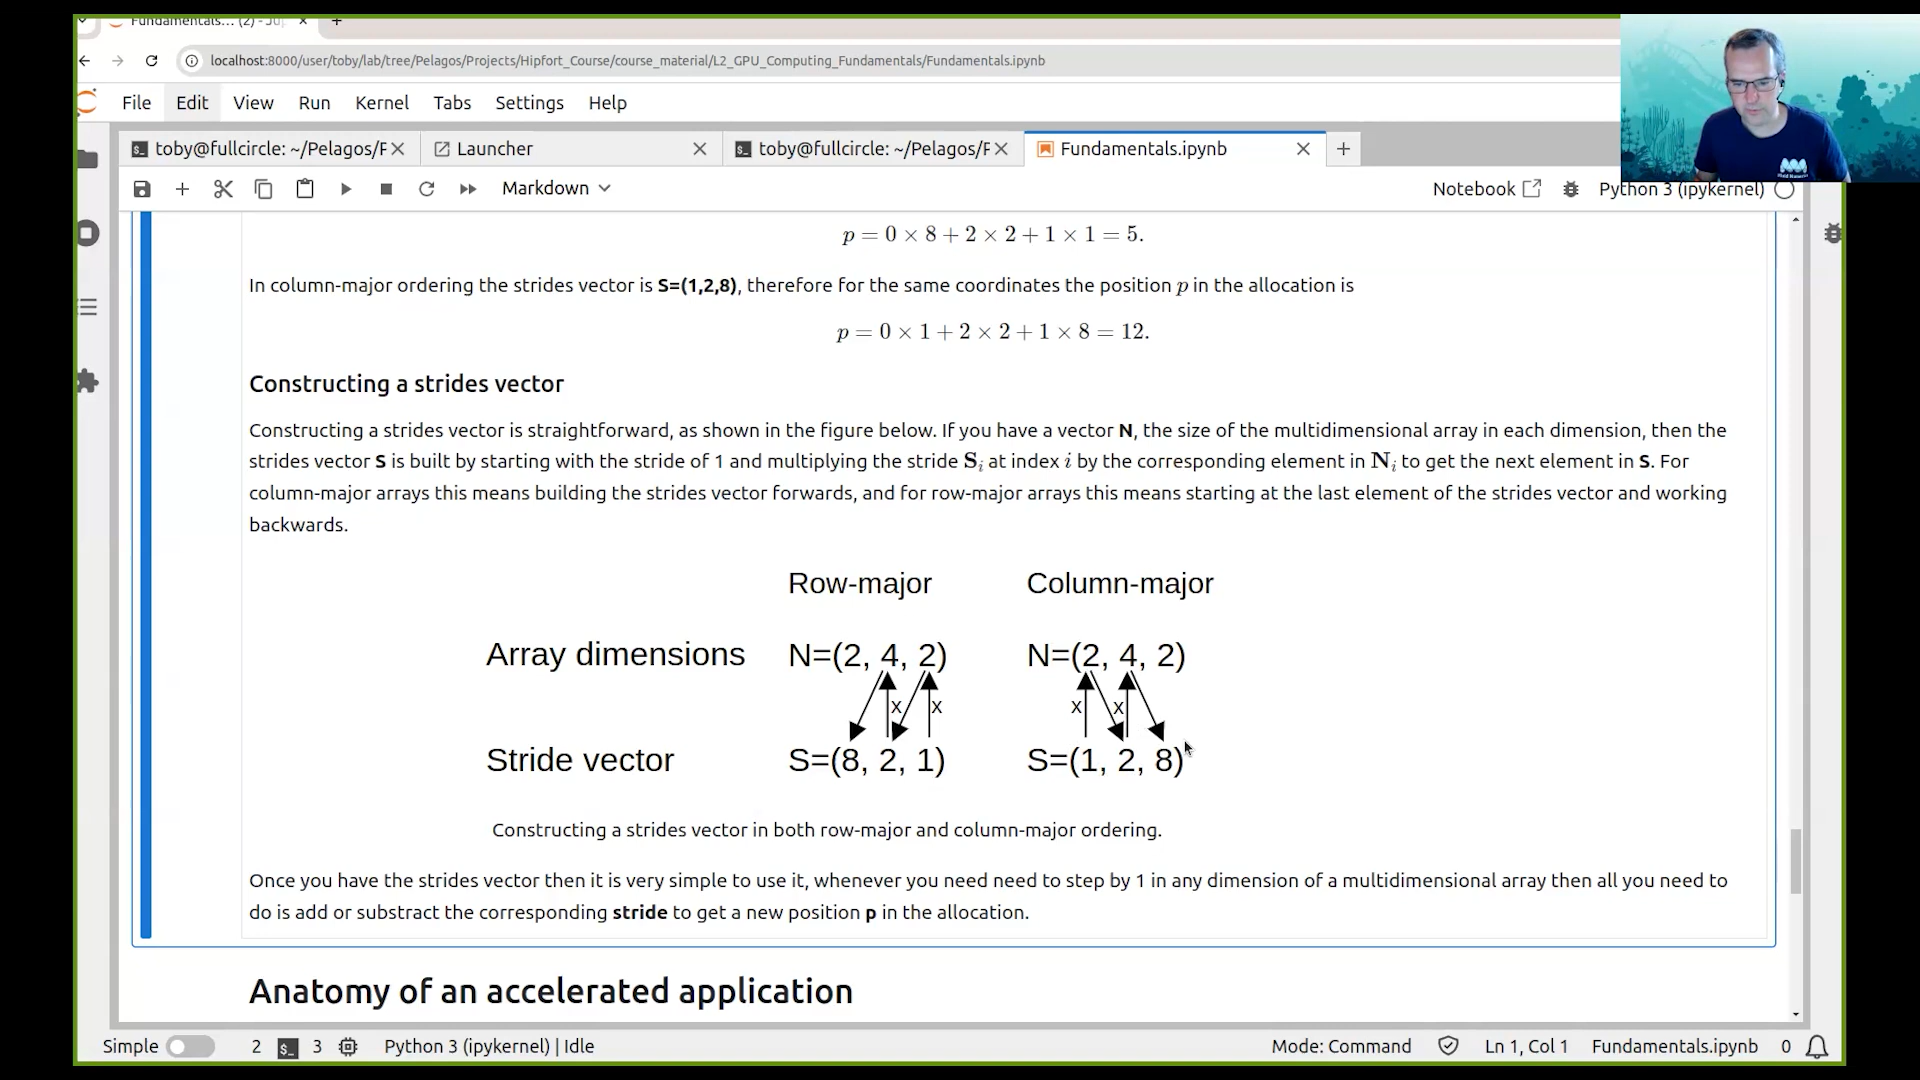 Fundamentals... (2) - Ju
localhost:8000/user/toby/lab/tree/Pelagos/Projects/Hipfort_Course/course_material/L2_GPU_Computing_Fundamentals/Fundamentals.ipynb
File Edit View Run Kernel Tabs Settings Help
toby@fullcircle: ~/Pelagos/F Launcher toby@fullcircle: ~/Pelagos/F Fundamentals.ipynb
Markdown Notebook Python 3 (ipykernel)
p = 0 × 8 + 2 × 2 + 1 × 1 = 5.
In column-major ordering the strides vector is S=(1,2,8), therefore for the same coordinates the position p in the allocation is
p = 0 × 1 + 2 × 2 + 1 × 8 = 12.
Constructing a strides vector
Constructing a strides vector is straightforward, as shown in the figure below. If you have a vector N, the size of the multidimensional array in each dimension, then the
strides vector S is built by starting with the stride of 1 and multiplying the stride Sᵢ at index i by the corresponding element in Nᵢ to get the next element in S. For
column-major arrays this means building the strides vector forwards, and for row-major arrays this means starting at the last element of the strides vector and working
backwards.
Row-major Column-major
Array dimensions N=(2, 4, 2) N=(2, 4, 2)
x x x x
Stride vector S=(8, 2, 1) S=(1, 2, 8)
Constructing a strides vector in both row-major and column-major ordering.
Once you have the strides vector then it is very simple to use it, whenever you need need to step by 1 in any dimension of a multidimensional array then all you need to
do is add or substract the corresponding stride to get a new position p in the allocation.
Anatomy of an accelerated application
Simple 2 3 Python 3 (ipykernel) | Idle Mode: Command Ln 1, Col 1 Fundamentals.ipynb 0